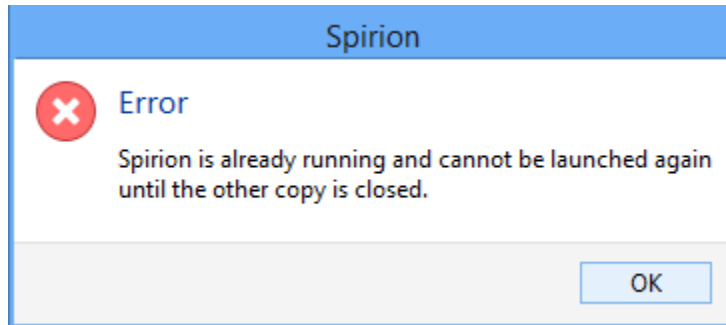 Spirion
Error
Spirion is already running and cannot be launched again
until the other copy is closed.
OK